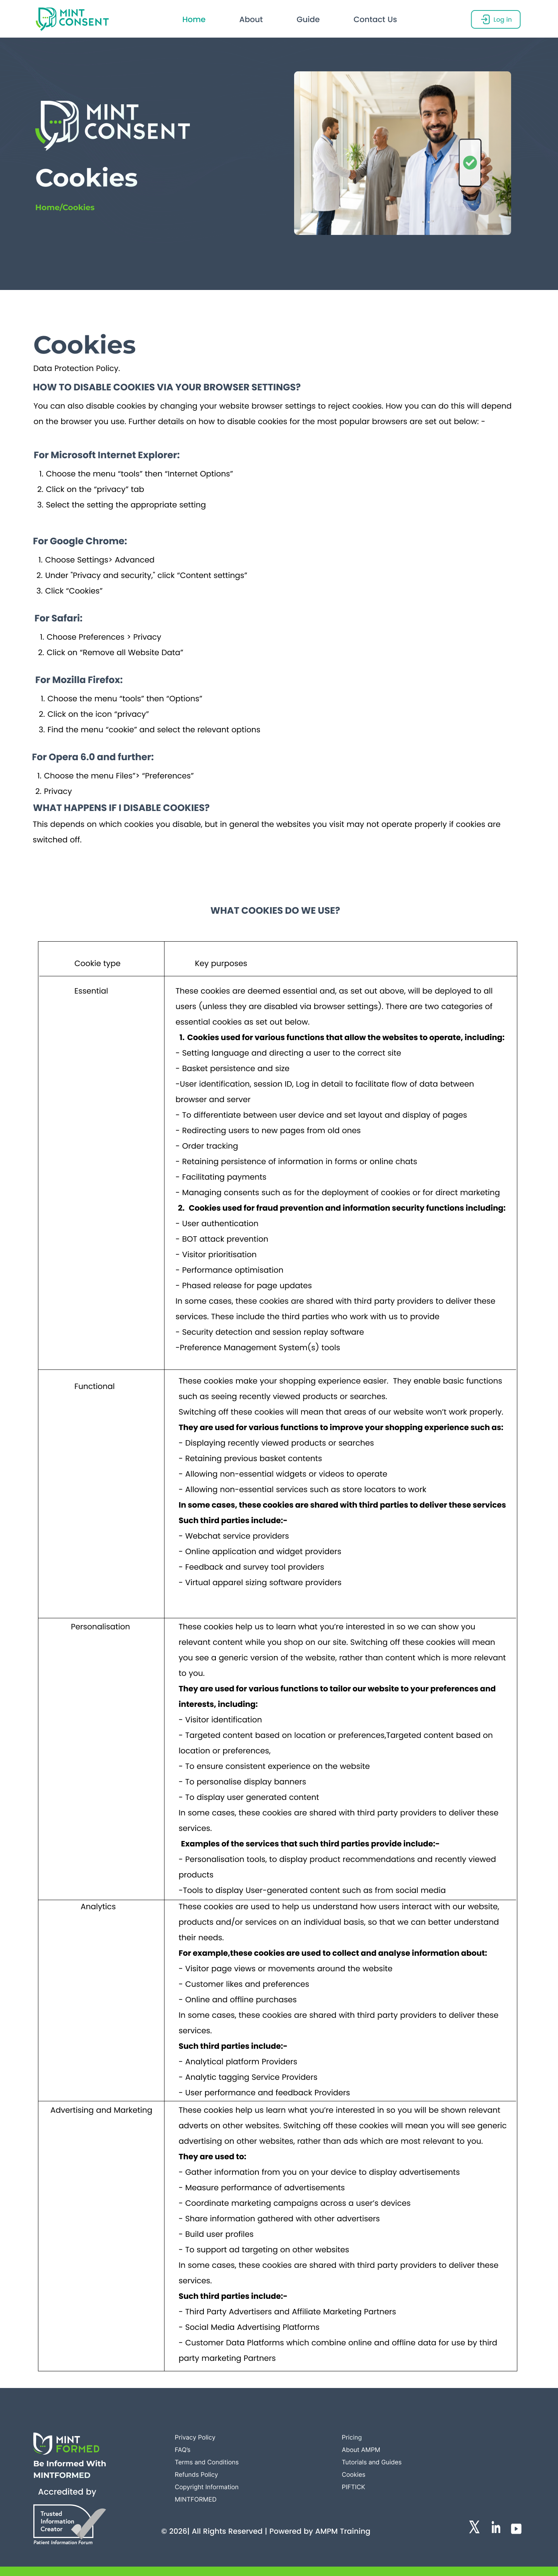 MINT
CONSENT
Home
About
Guide
Contact Us
Log in
MINT
CONSENT
Cookies
Home/Cookies
Cookies
Data Protection Policy.
HOW TO DISABLE COOKIES VIA YOUR BROWSER SETTINGS?
You can also disable cookies by changing your website browser settings to reject cookies. How you can do this will depend
on the browser you use. Further details on how to disable cookies for the most popular browsers are set out below: -
For Microsoft Internet Explorer:
1. Choose the menu “tools” then “Internet Options”
2. Click on the “privacy” tab
3. Select the setting the appropriate setting
For Google Chrome:
1. Choose Settings> Advanced
2. Under "Privacy and security," click “Content settings”
3. Click “Cookies”
For Safari:
1. Choose Preferences > Privacy
2. Click on “Remove all Website Data”
For Mozilla Firefox:
1. Choose the menu “tools” then “Options”
2. Click on the icon “privacy”
3. Find the menu “cookie” and select the relevant options
For Opera 6.0 and further:
1. Choose the menu Files”> “Preferences”
2. Privacy
WHAT HAPPENS IF I DISABLE COOKIES?
This depends on which cookies you disable, but in general the websites you visit may not operate properly if cookies are
switched off.
WHAT COOKIES DO WE USE?
Cookie type
Key purposes
Essential
These cookies are deemed essential and, as set out above, will be deployed to all
users (unless they are disabled via browser settings). There are two categories of
essential cookies as set out below.
1. Cookies used for various functions that allow the websites to operate, including:
- Setting language and directing a user to the correct site
- Basket persistence and size
-User identification, session ID, Log in detail to facilitate flow of data between
browser and server
- To differentiate between user device and set layout and display of pages
- Redirecting users to new pages from old ones
- Order tracking
- Retaining persistence of information in forms or online chats
- Facilitating payments
- Managing consents such as for the deployment of cookies or for direct marketing
2. Cookies used for fraud prevention and information security functions including:
- User authentication
- BOT attack prevention
- Visitor prioritisation
- Performance optimisation
- Phased release for page updates
In some cases, these cookies are shared with third party providers to deliver these
services. These include the third parties who work with us to provide
- Security detection and session replay software
-Preference Management System(s) tools
Functional
These cookies make your shopping experience easier. They enable basic functions
such as seeing recently viewed products or searches.
Switching off these cookies will mean that areas of our website won’t work properly.
They are used for various functions to improve your shopping experience such as:
- Displaying recently viewed products or searches
- Retaining previous basket contents
- Allowing non-essential widgets or videos to operate
- Allowing non-essential services such as store locators to work
In some cases, these cookies are shared with third parties to deliver these services
Such third parties include:-
- Webchat service providers
- Online application and widget providers
- Feedback and survey tool providers
- Virtual apparel sizing software providers
Personalisation
These cookies help us to learn what you’re interested in so we can show you
relevant content while you shop on our site. Switching off these cookies will mean
you see a generic version of the website, rather than content which is more relevant
to you.
They are used for various functions to tailor our website to your preferences and
interests, including:
- Visitor identification
- Targeted content based on location or preferences,Targeted content based on
location or preferences,
- To ensure consistent experience on the website
- To personalise display banners
- To display user generated content
In some cases, these cookies are shared with third party providers to deliver these
services.
Examples of the services that such third parties provide include:-
- Personalisation tools, to display product recommendations and recently viewed
products
-Tools to display User-generated content such as from social media
Analytics
These cookies are used to help us understand how users interact with our website,
products and/or services on an individual basis, so that we can better understand
their needs.
For example,these cookies are used to collect and analyse information about:
- Visitor page views or movements around the website
- Customer likes and preferences
- Online and offline purchases
In some cases, these cookies are shared with third party providers to deliver these
services.
Such third parties include:-
- Analytical platform Providers
- Analytic tagging Service Providers
- User performance and feedback Providers
Advertising and Marketing
These cookies help us learn what you’re interested in so you will be shown relevant
adverts on other websites. Switching off these cookies will mean you will see generic
advertising on other websites, rather than ads which are most relevant to you.
They are used to:
- Gather information from you on your device to display advertisements
- Measure performance of advertisements
- Coordinate marketing campaigns across a user’s devices
- Share information gathered with other advertisers
- Build user profiles
- To support ad targeting on other websites
In some cases, these cookies are shared with third party providers to deliver these
services.
Such third parties include:-
- Third Party Advertisers and Affiliate Marketing Partners
- Social Media Advertising Platforms
- Customer Data Platforms which combine online and offline data for use by third
party marketing Partners
MINT
FORMED
Be Informed With
MINTFORMED
Accredited by
Trusted
Information
Creator
Patient Information Forum
Privacy Policy
FAQ's
Terms and Conditions
Refunds Policy
Copyright Information
MINTFORMED
Pricing
About AMPM
Tutorials and Guides
Cookies
PIFTICK
© 2026| All Rights Reserved | Powered by AMPM Training